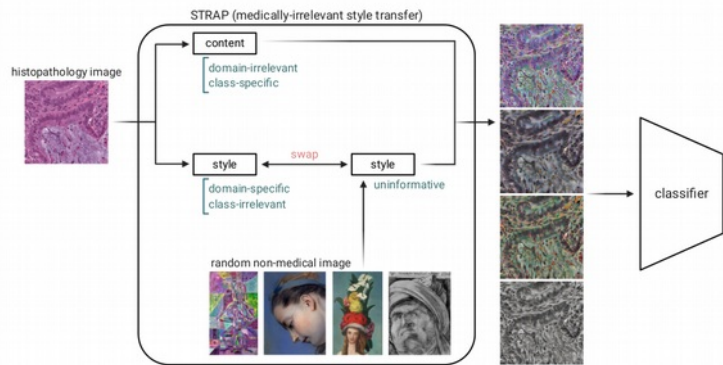 STRAP (medically-irrelevant style transfer)
content
histopathology image
domain-irrelevant
class-specific
style
swap
style
domain-specific
class-irrelevant
uninformative
random non-medical image
classifier